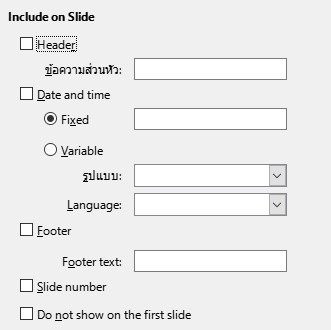 Include on Slide
Header
ข้อความส่วนหัว:
Date and time
Fixed
Variable
รูปแบบ:
Language:
Footer
Footer text:
Slide number
Do not show on the first slide